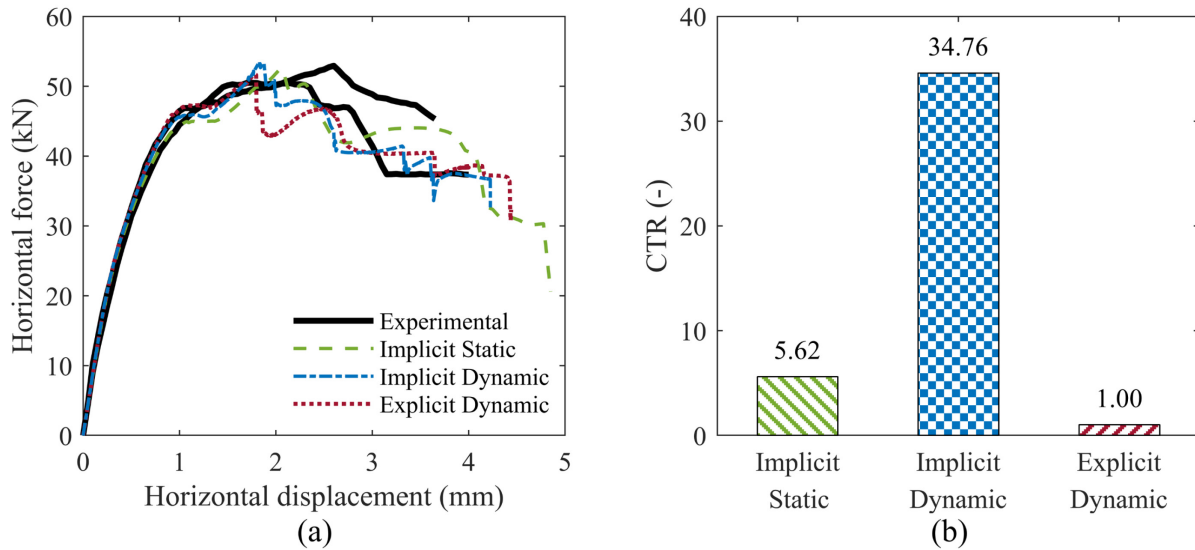 60
50
40
30
20
10
0
Horizontal force (kN)
Experimental
Implicit Static
Implicit Dynamic
Explicit Dynamic
0 1 2 3 4 5
Horizontal displacement (mm)
(a)
40
30
20
10
0
CTR (-)
5.62
34.76
1.00
Implicit Static
Implicit Dynamic
Explicit Dynamic
(b)